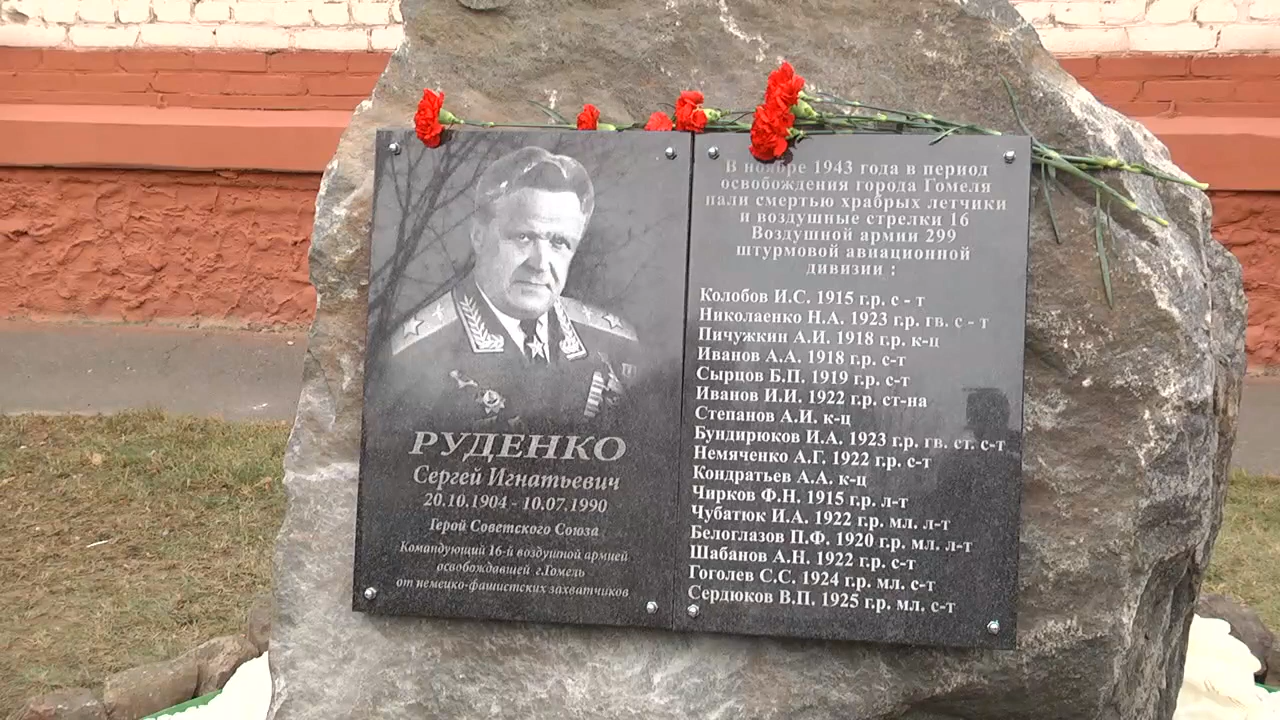 РУДЕНКО
Сергей Игнатьевич
20.10.1904 - 10.07.1990
Герой Советского Союза
Командующий 16-й воздушной армией
освобождавшей г.Гомель
от немецко-фашистских захватчиков
В ноябре 1943 года в период
освобождения города Гомеля
пали смертью храбрых летчики
и воздушные стрелки 16
Воздушной армии 299
штурмовой авиационной
дивизии :
Колобов И.С. 1915 г.р. с - т
Николаенко Н.А. 1923 г.р. гв. с - т
Пичужкин А.И. 1918 г.р. к-ц
Иванов А.А. 1918 г.р. с-т
Сырцов Б.П. 1919 г.р. с-т
Иванов И.И. 1922 г.р. ст-на
Степанов А.И. к-ц
Бундирюков И.А. 1923 г.р. гв. ст. с-т
Немяченко А.Г. 1922 г.р. с-т
Кондратьев А.А. к-ц
Чирков Ф.Н. 1915 г.р. л-т
Чубатюк И.А. 1922 г.р. мл. л-т
Белоглазов П.Ф. 1920 г.р. мл. л-т
Шабанов А.Н. 1922 г.р. с-т
Гоголев С.С. 1924 г.р. мл. с-т
Сердюков В.П. 1925 г.р. мл. с-т